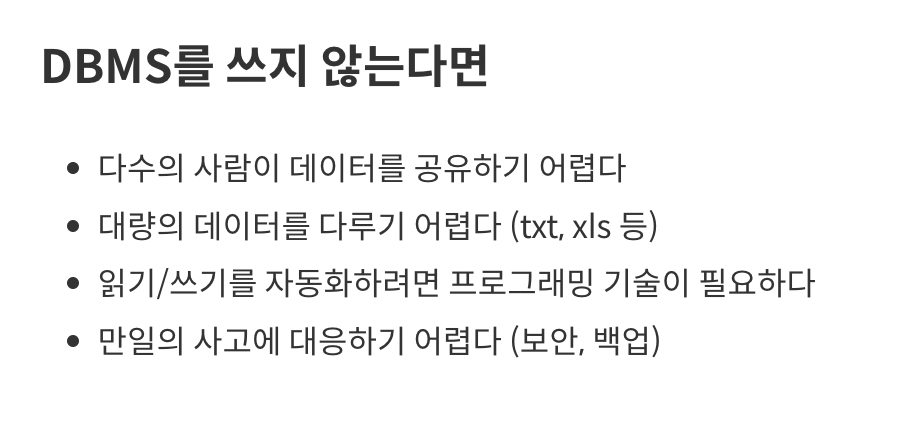 DBMS를 쓰지 않는다면
• 다수의 사람이 데이터를 공유하기 어렵다
• 대량의 데이터를 다루기 어렵다 (txt, xls 등)
• 읽기/쓰기를 자동화하려면 프로그래밍 기술이 필요하다
• 만일의 사고에 대응하기 어렵다 (보안, 백업)